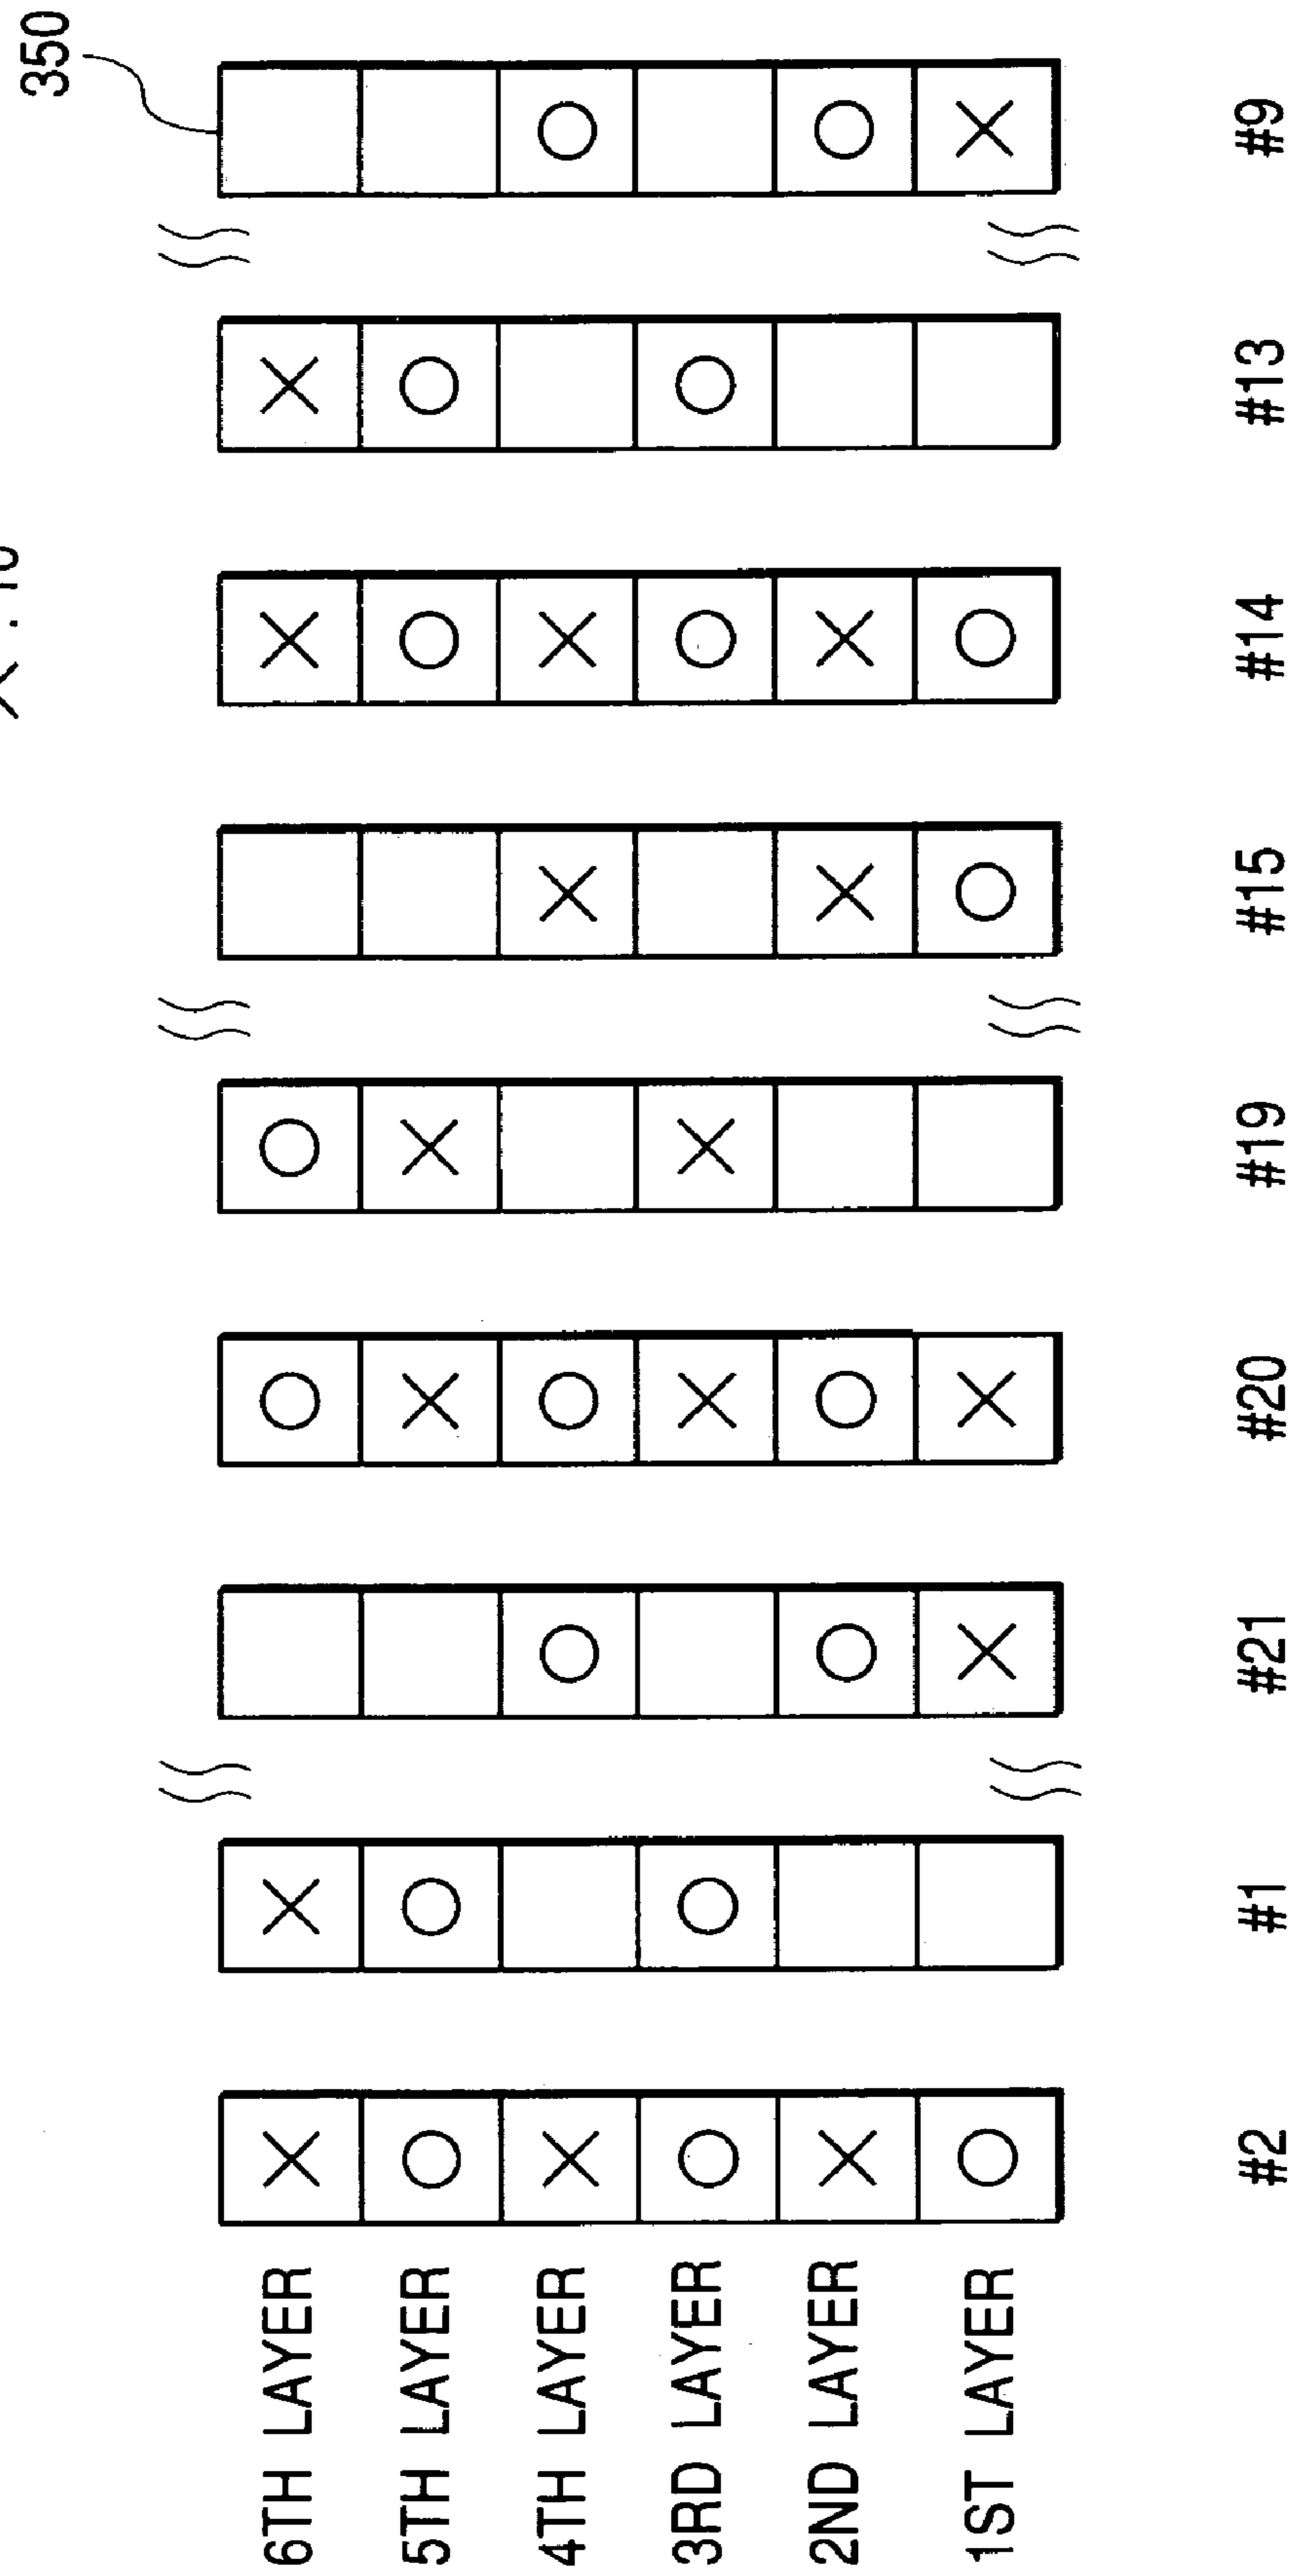 350
6TH LAYER
5TH LAYER
4TH LAYER
3RD LAYER
2ND LAYER
1ST LAYER
#2 #1 #21 #20 #19 #15 #14 #13 #9